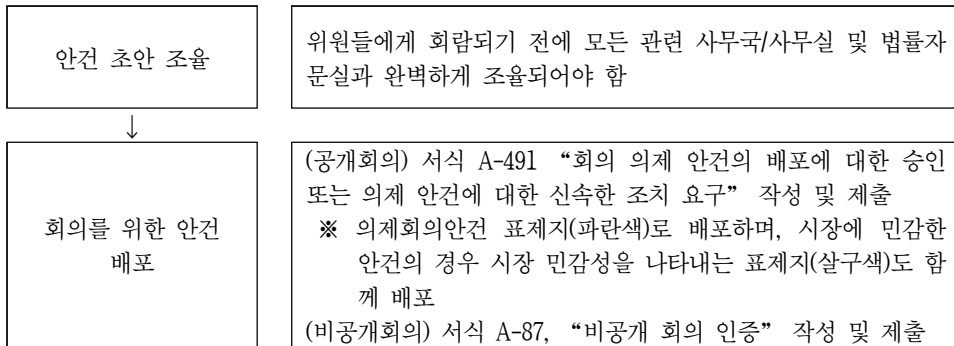 안건 초안 조율
위원들에게 회람되기 전에 모든 관련 사무국/사무실 및 법률자
문실과 완벽하게 조율되어야 함
↓
회의를 위한 안건
배포
(공개회의) 서식 A-491 “회의 의제 안건의 배포에 대한 승인
또는 의제 안건에 대한 신속한 조치 요구” 작성 및 제출
※ 의제회의안건 표제지(파란색)로 배포하며, 시장에 민감한
안건의 경우 시장 민감성을 나타내는 표제지(살구색)도 함
께 배포
(비공개회의) 서식 A-87, “비공개 회의 인증” 작성 및 제출